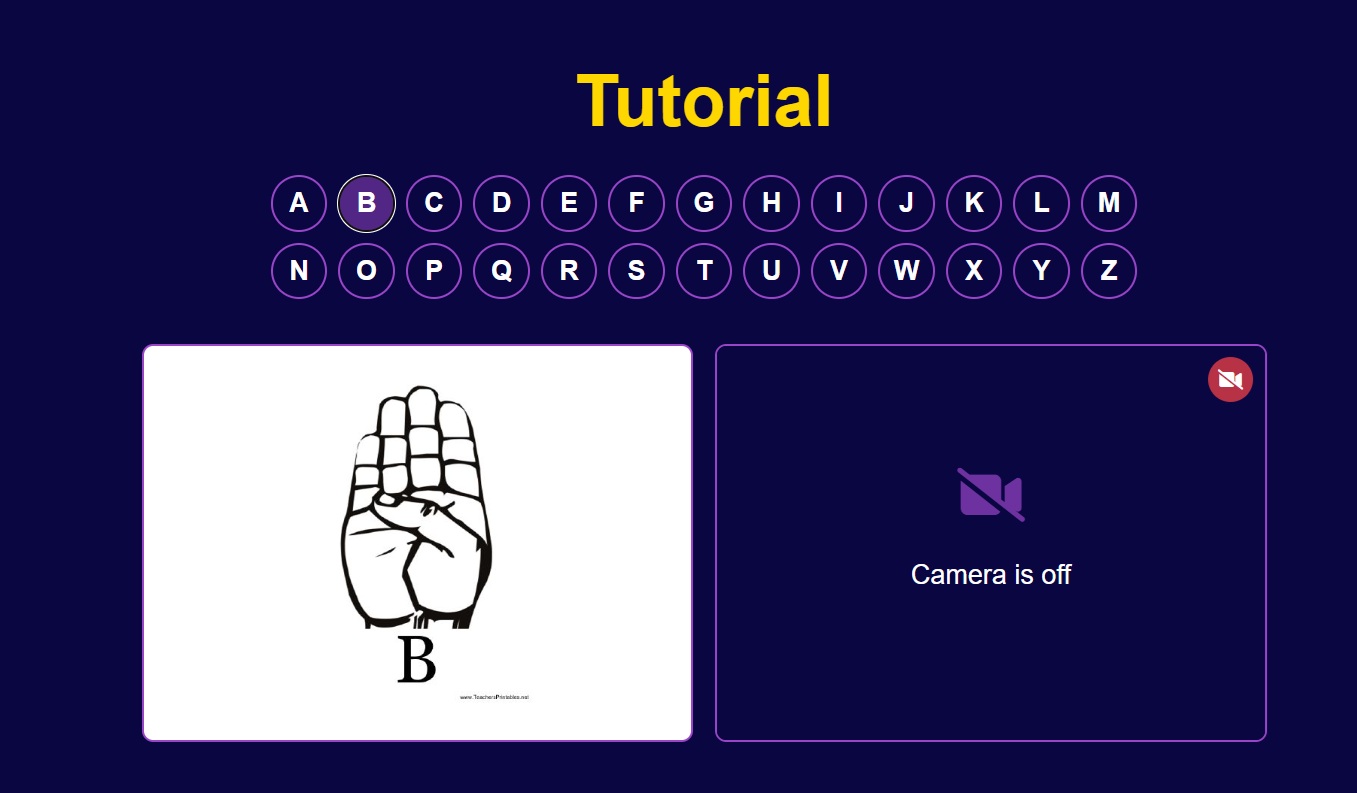 Tutorial
A B C D E F G H I J K L M
N O P Q R S T U V W X Y Z
Camera is off
B
www.TeachersPrintables.net